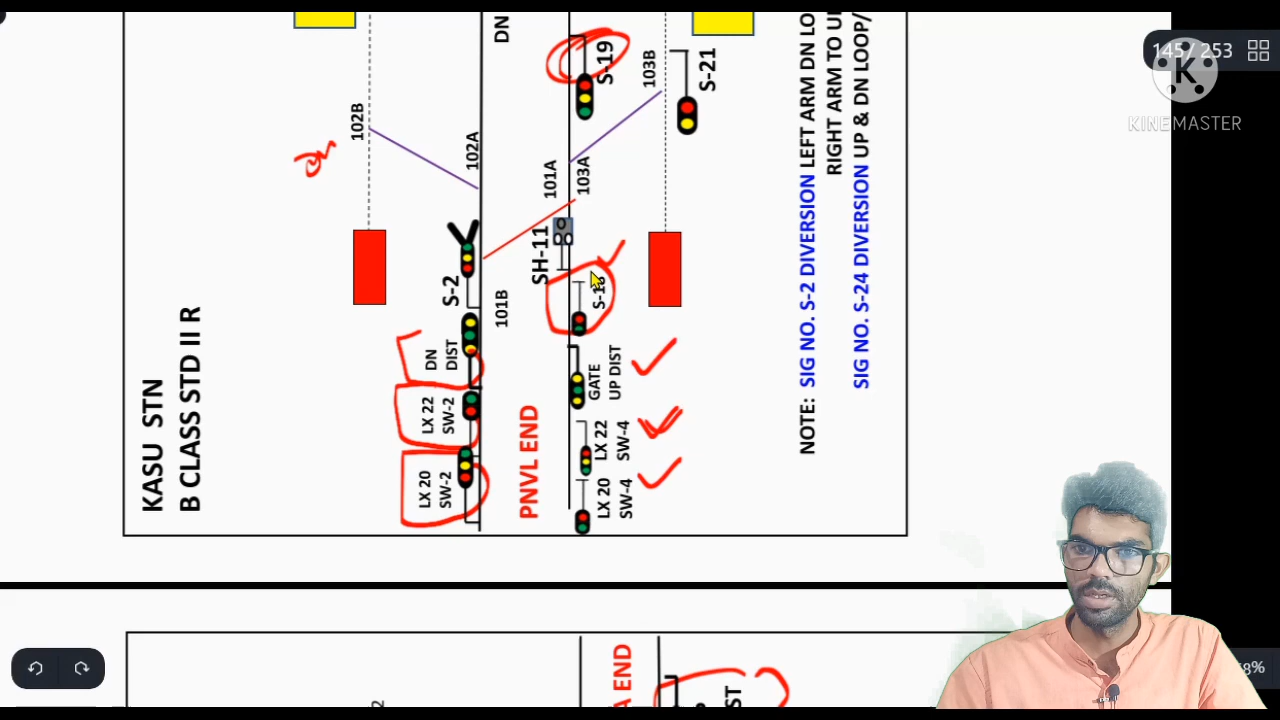 145/ 253
K
KINEMASTER
DN
S-19
103B
S-21
102B
102A
101A
103A
SH-11
S-2
101B
S-18
DN
DIST
GATE
UP DIST
LX 22
SW-2
LX 22
SW-4
LX 20
SW-2
LX 20
SW-4
PNVL END
KASU STN
B CLASS STD II R
NOTE: SIG NO. S-2 DIVERSION LEFT ARM DN LO
RIGHT ARM TO U
SIG NO. S-24 DIVERSION UP & DN LOOP/
A END
ST
8%